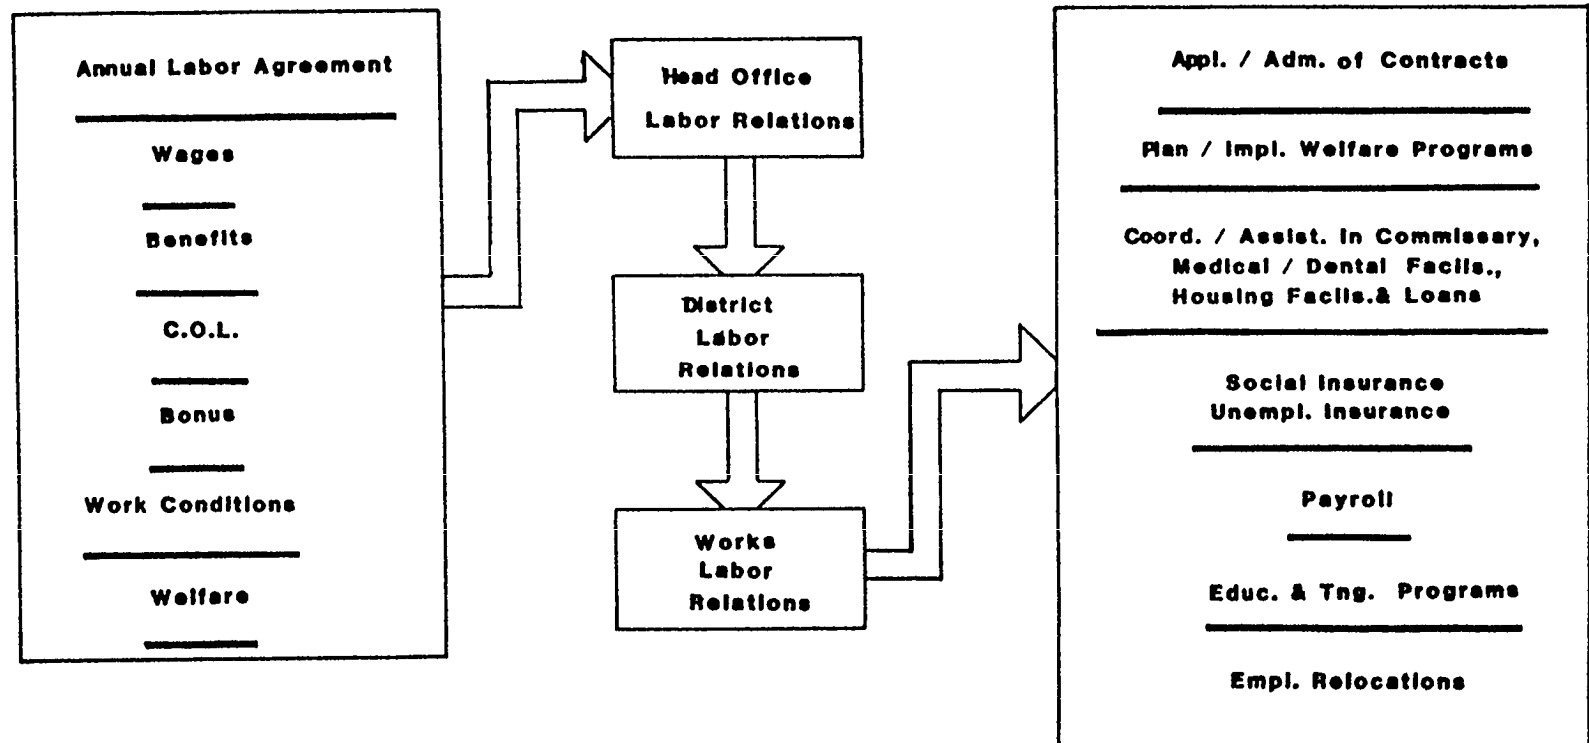 Annual Labor Agreement
Wages
Benefits
C.O.L.
Bonus
Work Conditions
Welfare
Head Office
Labor Relations
District
Labor
Relations
Works
Labor
Relations
Appl. / Adm. of Contracts
Plan / Impl. Welfare Programs
Coord. / Assist. in Commissary,
Medical / Dental Facils.,
Housing Facils.& Loans
Social Insurance
Unempl. Insurance
Payroll
Educ. & Tng. Programs
Empl. Relocations